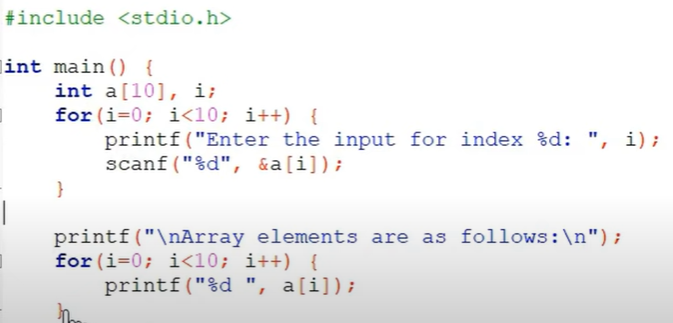 #include <stdio.h>
int main() {
    int a[10], i;
    for(i=0; i<10; i++) {
        printf("Enter the input for index %d: ", i);
        scanf("%d", &a[i]);
    }
    printf("\nArray elements are as follows:\n");
    for(i=0; i<10; i++) {
        printf("%d ", a[i]);
    }